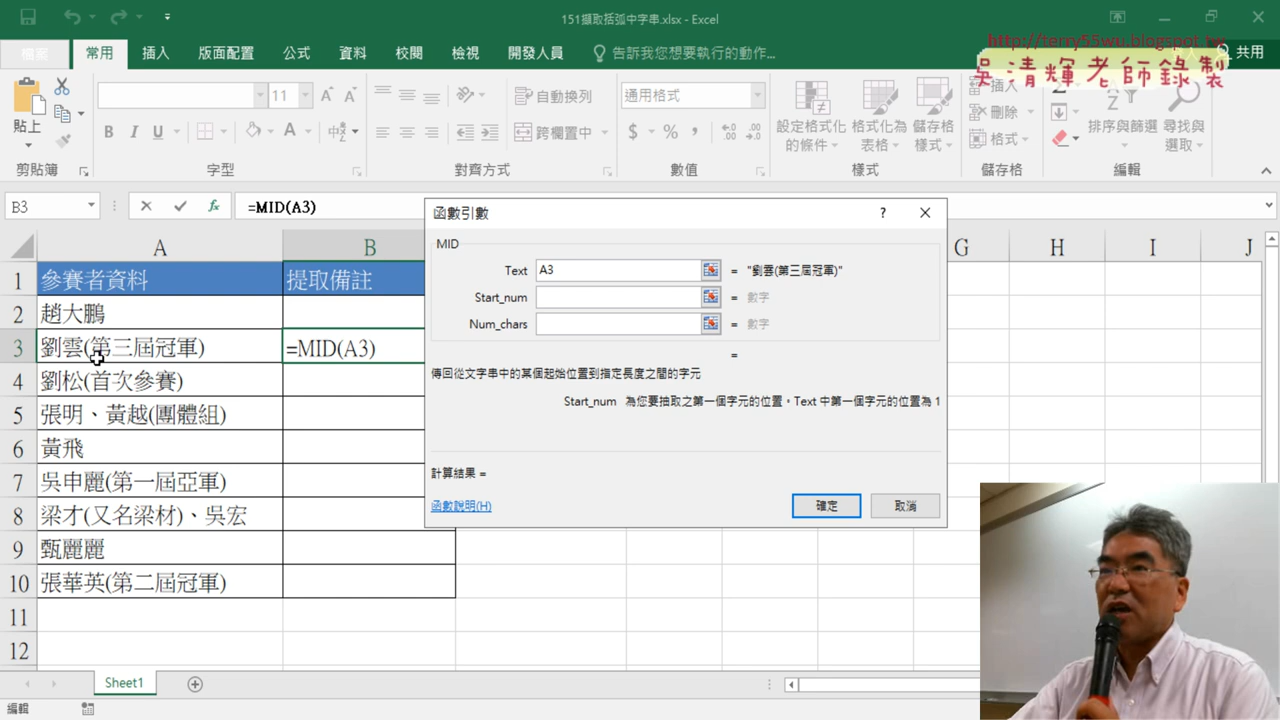 151擷取括弧中字串.xlsx - Excel
http://terry55wu.blogspot.tw
吳清輝老師錄製
檔案 常用 插入 版面配置 公式 資料 校閱 檢視 開發人員 告訴我您想要執行的動作... 共用
貼上
剪貼簿
11
B I U
字型
自動換列
跨欄置中
對齊方式
通用格式
$ % ,
數值
設定格式化的條件
格式化為表格
儲存格樣式
樣式
插入
刪除
格式
儲存格
排序與篩選
尋找與選取
編輯
B3
=MID(A3)
A B G H I J
1 參賽者資料 提取備註
2 趙大鵬
3 劉雲(第三屆冠軍) =MID(A3)
4 劉松(首次參賽)
5 張明、黃越(團體組)
6 黃飛
7 吳申麗(第一屆亞軍)
8 梁才(又名梁材)、吳宏
9 甄麗麗
10 張華英(第二屆冠軍)
11
12
函數引數
MID
Text A3 = "劉雲(第三屆冠軍)"
Start_num = 數字
Num_chars = 數字
=
傳回從文字串中的某個起始位置到指定長度之間的字元
Start_num 為您要抽取之第一個字元的位置。Text 中第一個字元的位置為 1
計算結果 =
函數說明(H)
確定 取消
Sheet1
編輯